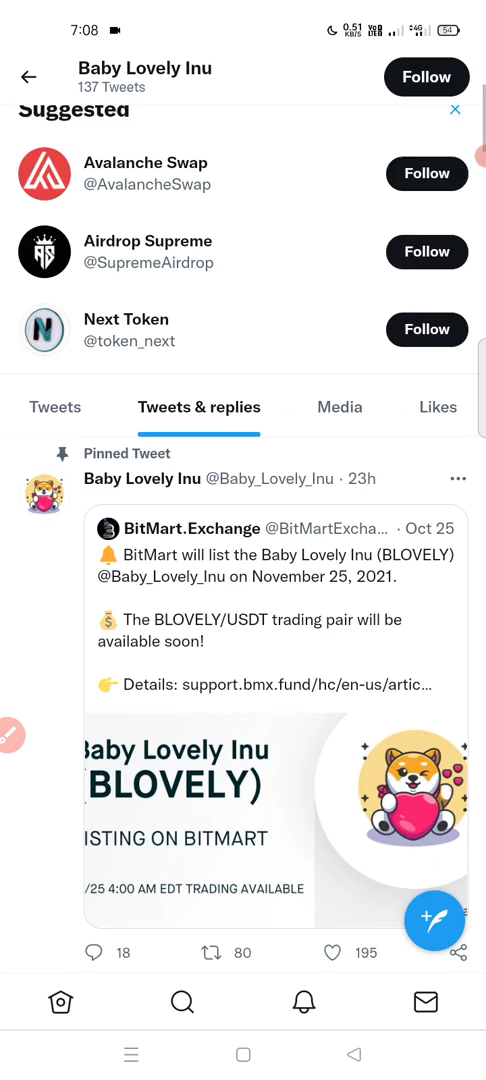 7:08
0.51 KB/S
54
Baby Lovely Inu
137 Tweets
Follow
Suggested
Avalanche Swap
@AvalancheSwap
Follow
Airdrop Supreme
@SupremeAirdrop
Follow
Next Token
@token_next
Follow
Tweets
Tweets & replies
Media
Likes
Pinned Tweet
Baby Lovely Inu @Baby_Lovely_Inu · 23h
BitMart.Exchange @BitMartExcha... · Oct 25
🔔 BitMart will list the Baby Lovely Inu (BLOVELY)
@Baby_Lovely_Inu on November 25, 2021.
💰 The BLOVELY/USDT trading pair will be
available soon!
👉 Details: support.bmx.fund/hc/en-us/artic...
Baby Lovely Inu
(BLOVELY)
ISTING ON BITMART
/25 4:00 AM EDT TRADING AVAILABLE
18
80
195